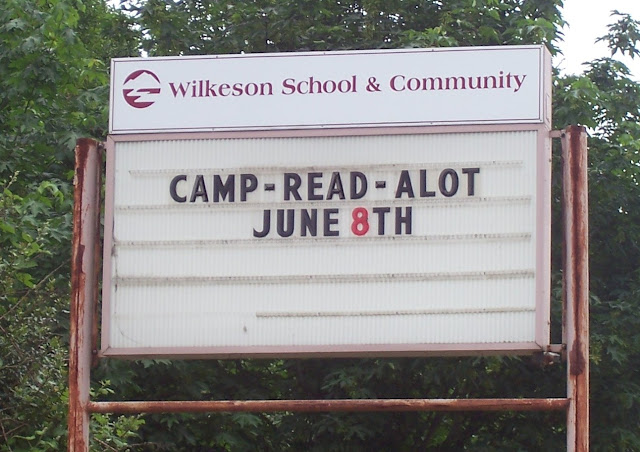 Wilkeson School & Community
CAMP-READ-ALOT
JUNE 8TH